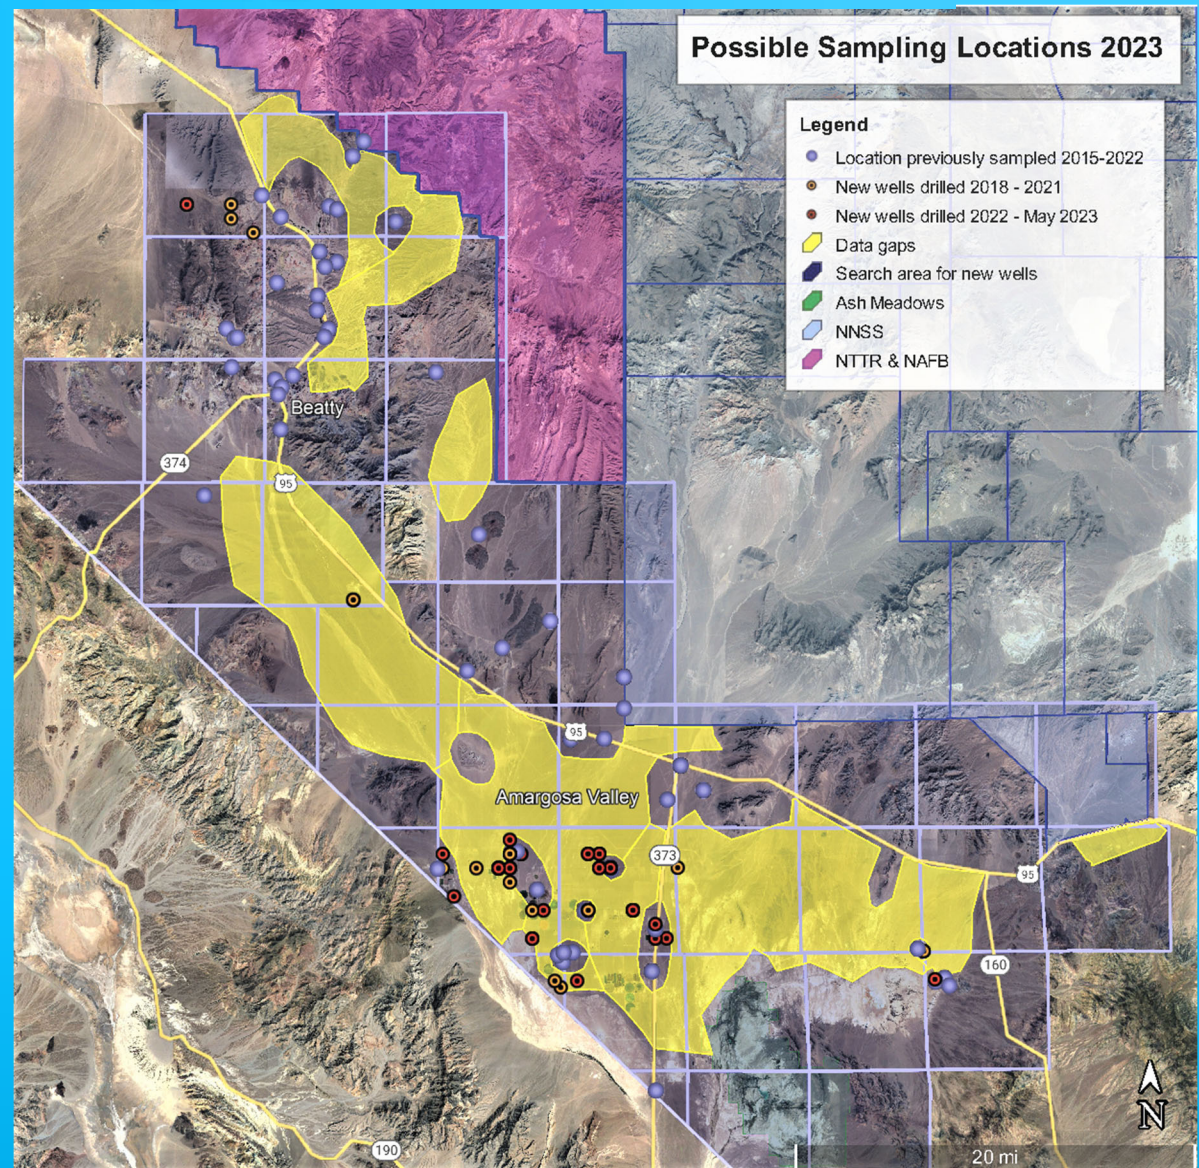 Possible Sampling Locations 2023
Legend
Location previously sampled 2015-2022
New wells drilled 2018 - 2021
New wells drilled 2022 - May 2023
Data gaps
Search area for new wells
Ash Meadows
NNSS
NTTR & NAFB
Beatty
374
95
95
Amargosa Valley
373
95
160
190
N
20 mi